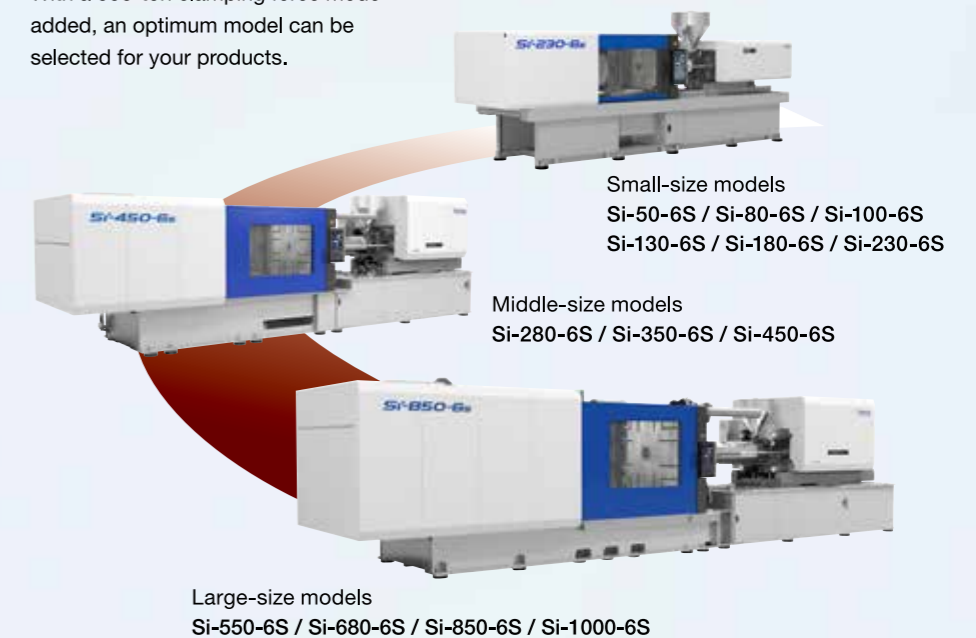 added, an optimum model can be
selected for your products.
Si-230-6s
Small-size models
Si-50-6S / Si-80-6S / Si-100-6S
Si-130-6S / Si-180-6S / Si-230-6S
Si-450-6s
Middle-size models
Si-280-6S / Si-350-6S / Si-450-6S
Si-850-6s
Large-size models
Si-550-6S / Si-680-6S / Si-850-6S / Si-1000-6S